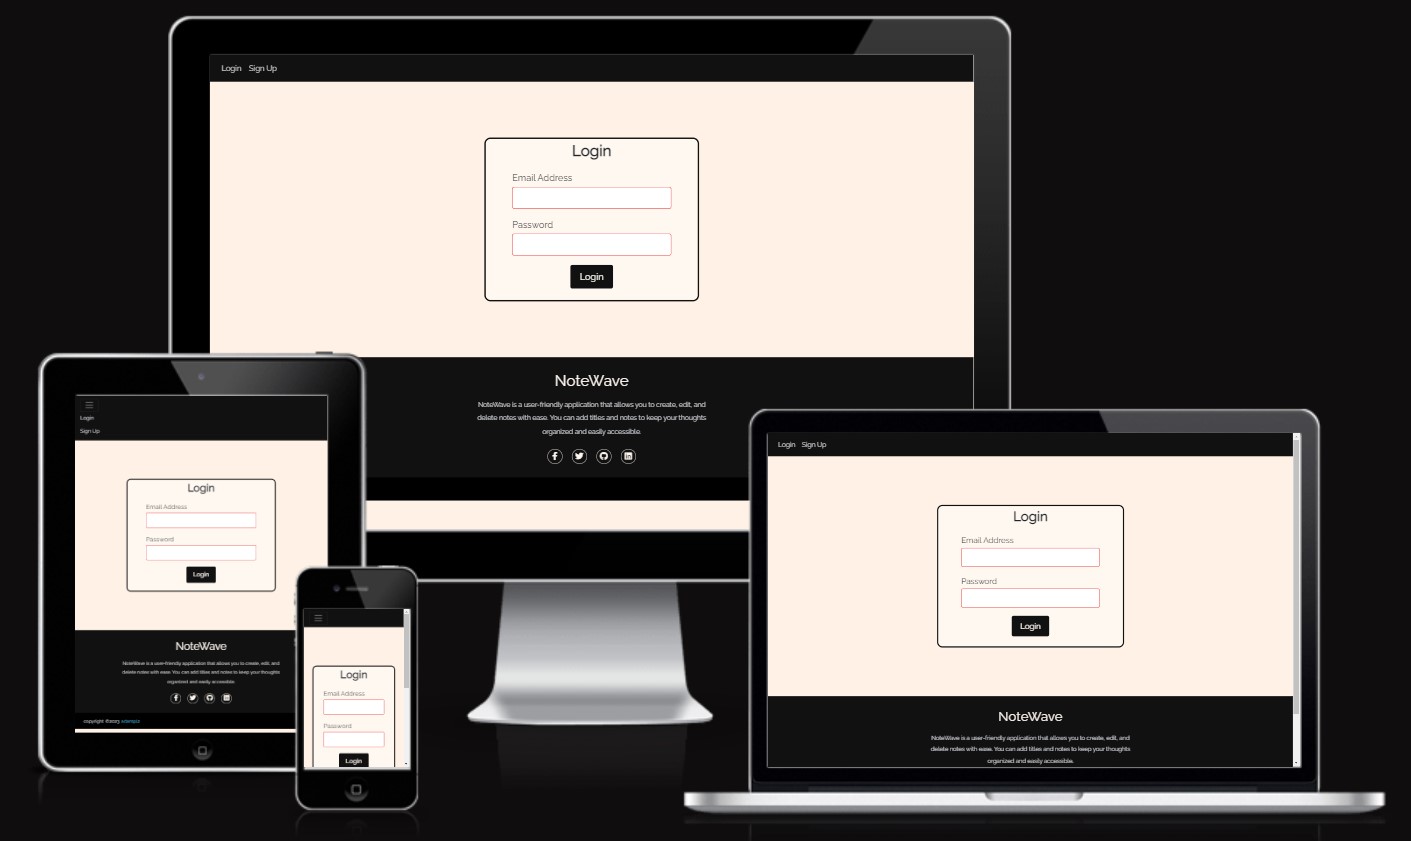 Login Sign Up
Login
Email Address
Password
Login
NoteWave
NoteWave is a user-friendly application that allows you to create, edit, and
delete notes with ease. You can add titles and notes to keep your thoughts
organized and easily accessible.
Login
Sign Up
Login
Email Address
Password
Login
NoteWave
NoteWave is a user-friendly application that allows you to create, edit, and
delete notes with ease. You can add titles and notes to keep your thoughts
organized and easily accessible.
copyright ©2023
Login
Email Address
Password
Login
Login Sign Up
Login
Email Address
Password
Login
NoteWave
NoteWave is a user-friendly application that allows you to create, edit, and
delete notes with ease. You can add titles and notes to keep your thoughts
organized and easily accessible.